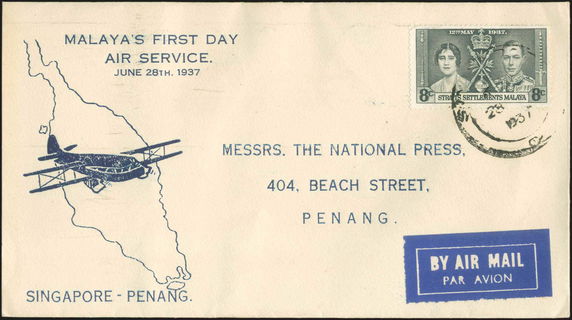 MALAYA'S FIRST DAY
AIR SERVICE.
JUNE 28TH. 1937
12TH MAY 1937.
STRAITS SETTLEMENTS MALAYA
8c 8c
1937
MESSRS. THE NATIONAL PRESS,
404, BEACH STREET,
PENANG.
BY AIR MAIL
PAR AVION
SINGAPORE - PENANG.